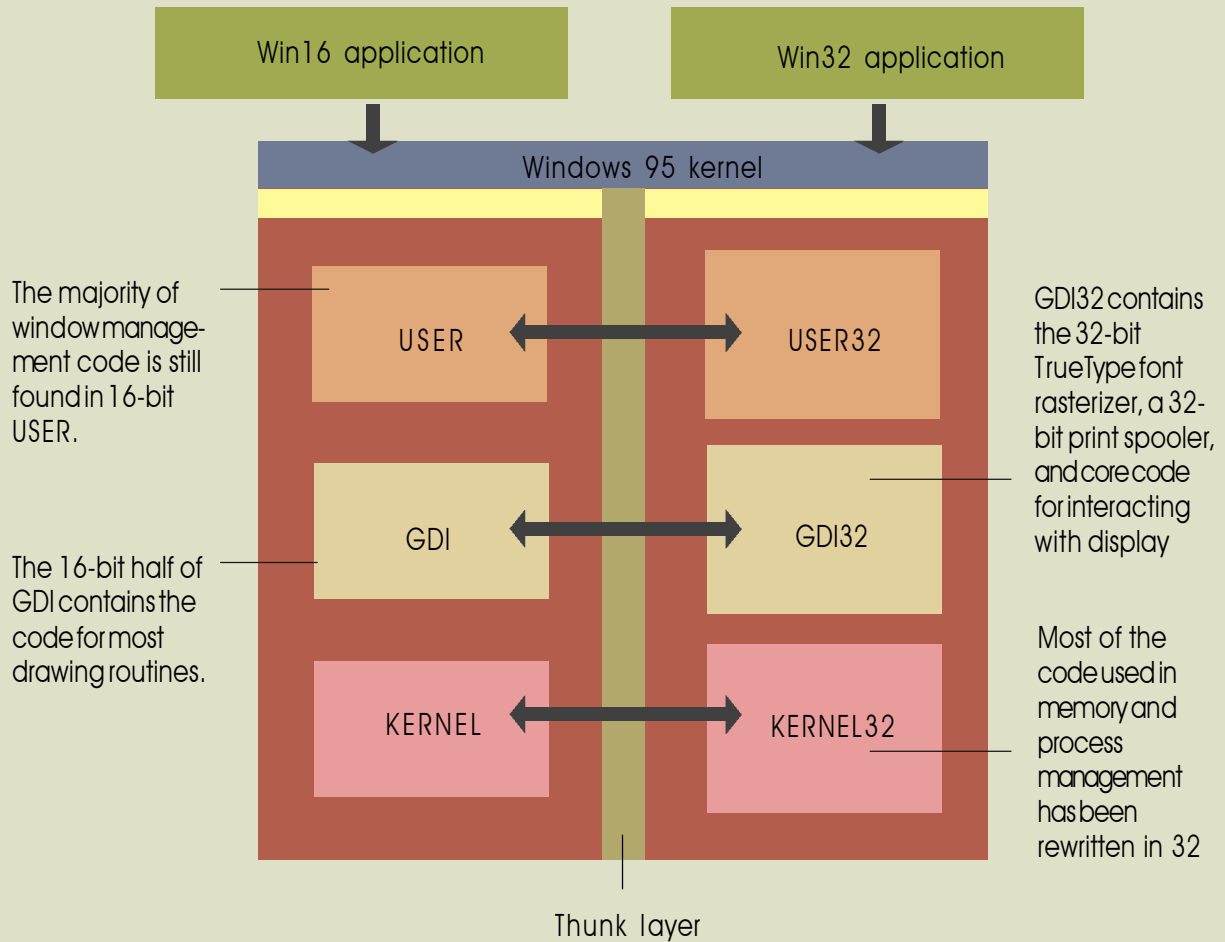 Win16 application
Win32 application
Windows 95 kernel
The majority of
window manage-
ment code is still
found in 16-bit
USER.
USER
USER32
GDI32 contains
the 32-bit
TrueType font
rasterizer, a 32-
bit print spooler,
and core code
for interacting
with display
GDI
GDI32
The 16-bit half of
GDI contains the
code for most
drawing routines.
KERNEL
KERNEL32
Most of the
code used in
memory and
process
management
has been
rewritten in 32
Thunk layer